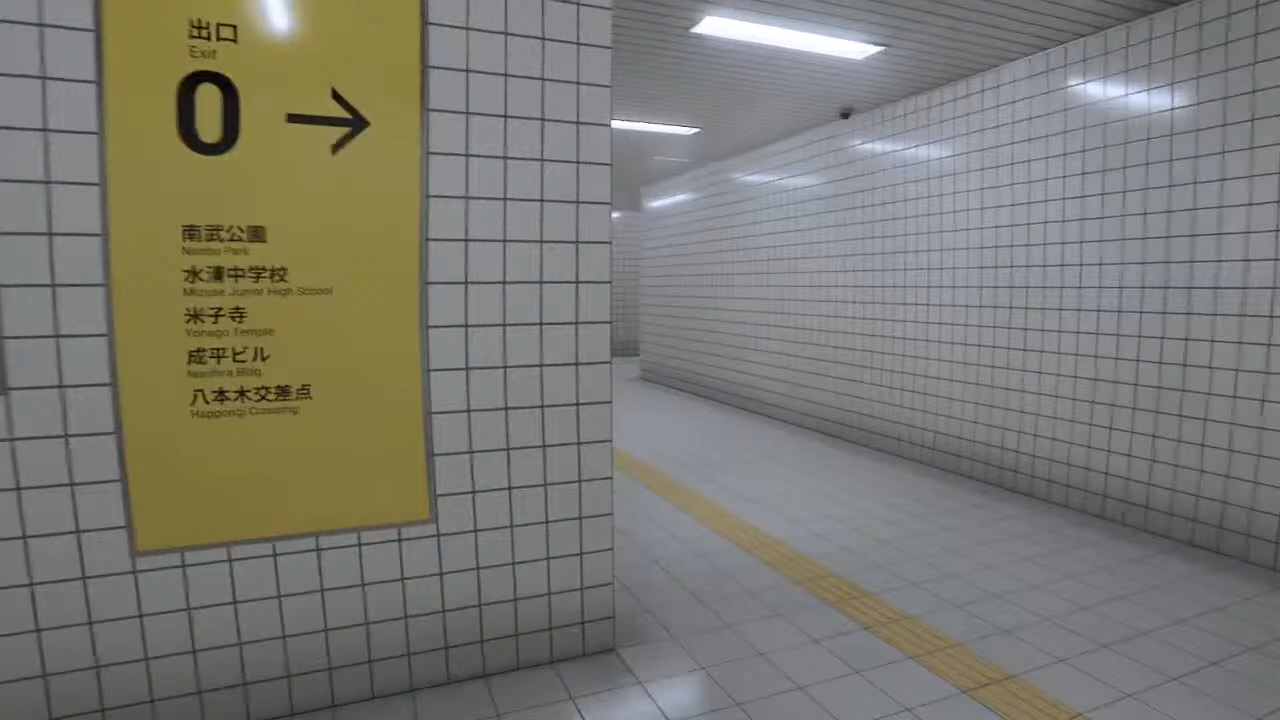 出口
Exit
0 →
南武公園
Nanbu Park
水清中学校
Mizuse Junior High School
米子寺
Yonago Temple
成平ビル
Narihira Bldg.
八本木交差点
Happongi Crossing